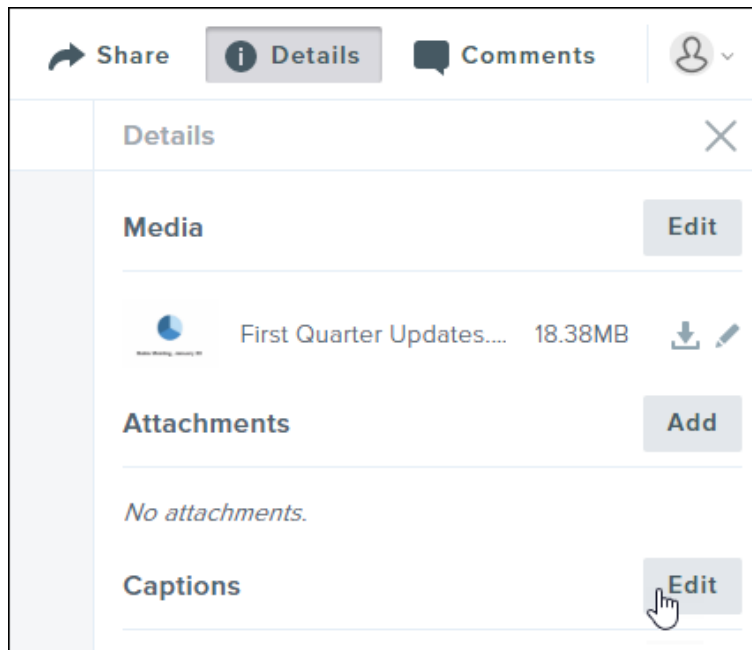 Share Details Comments
Details
Media Edit
First Quarter Updates.... 18.38MB
Attachments Add
No attachments.
Captions Edit